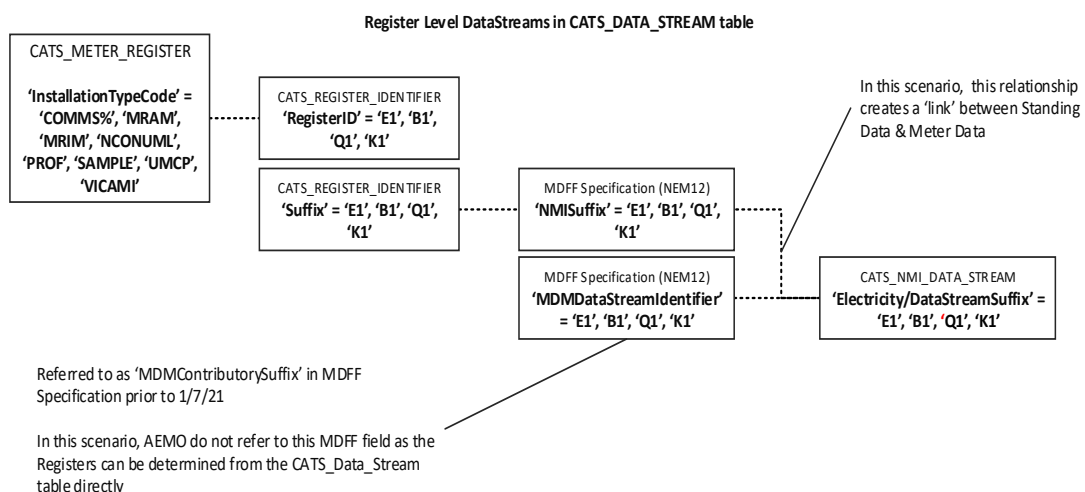 Register Level DataStreams in CATS_DATA_STREAM table
CATS_METER_REGISTER
'InstallationTypeCode' =
'COMMS%', 'MRAM',
'MRIM', 'NCONUML',
'PROF', 'SAMPLE', 'UMCP',
'VICAMI'
CATS_REGISTER_IDENTIFIER
'RegisterID' = 'E1', 'B1',
'Q1', 'K1'
CATS_REGISTER_IDENTIFIER
'Suffix' = 'E1', 'B1', 'Q1',
'K1'
MDFF Specification (NEM12)
'NMISuffix' = 'E1', 'B1', 'Q1',
'K1'
MDFF Specification (NEM12)
'MDMDataStreamIdentifier'
= 'E1', 'B1', 'Q1', 'K1'
In this scenario, this relationship
creates a 'link' between Standing
Data & Meter Data
CATS_NMI_DATA_STREAM
'Electricity/DataStreamSuffix' =
'E1', 'B1', 'Q1', 'K1'
Referred to as 'MDMContributorySuffix' in MDFF
Specification prior to 1/7/21
In this scenario, AEMO do not refer to this MDFF field as the
Registers can be determined from the CATS_Data_Stream
table directly